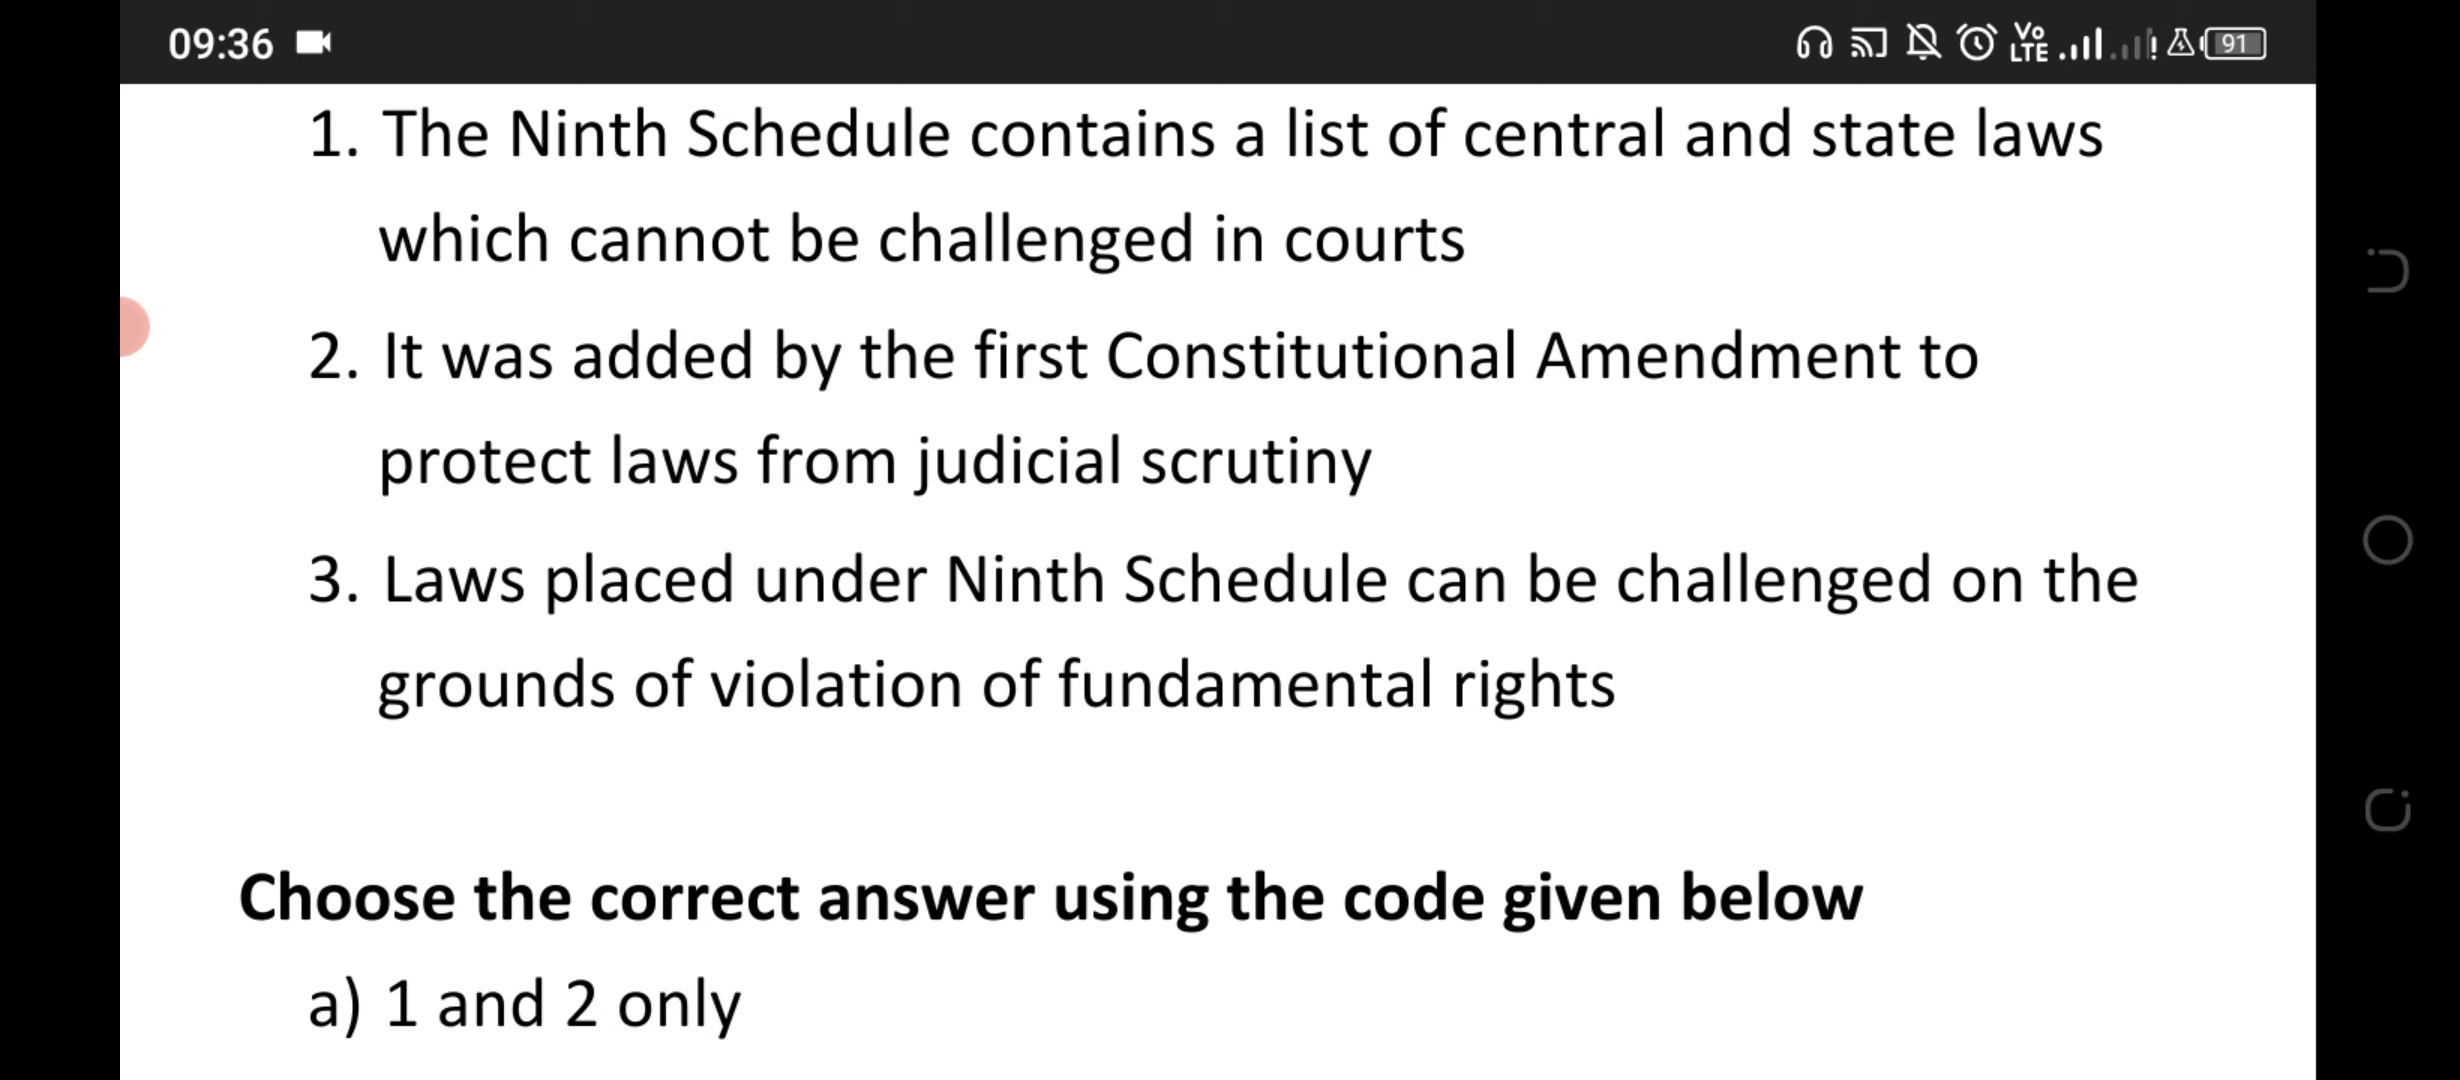 09:36
Vo
LTE
91
1. The Ninth Schedule contains a list of central and state laws
which cannot be challenged in courts
2. It was added by the first Constitutional Amendment to
protect laws from judicial scrutiny
3. Laws placed under Ninth Schedule can be challenged on the
grounds of violation of fundamental rights
Choose the correct answer using the code given below
a) 1 and 2 only